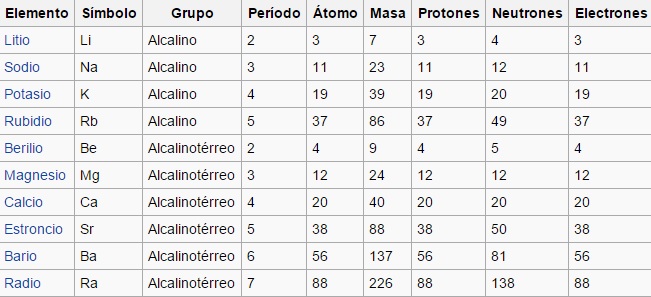 Elemento Símbolo Grupo Período Átomo Masa Protones Neutrones Electrones
Litio Li Alcalino 2 3 7 3 4 3
Sodio Na Alcalino 3 11 23 11 12 11
Potasio K Alcalino 4 19 39 19 20 19
Rubidio Rb Alcalino 5 37 86 37 49 37
Berilio Be Alcalinotérreo 2 4 9 4 5 4
Magnesio Mg Alcalinotérreo 3 12 24 12 12 12
Calcio Ca Alcalinotérreo 4 20 40 20 20 20
Estroncio Sr Alcalinotérreo 5 38 88 38 50 38
Bario Ba Alcalinotérreo 6 56 137 56 81 56
Radio Ra Alcalinotérreo 7 88 226 88 138 88